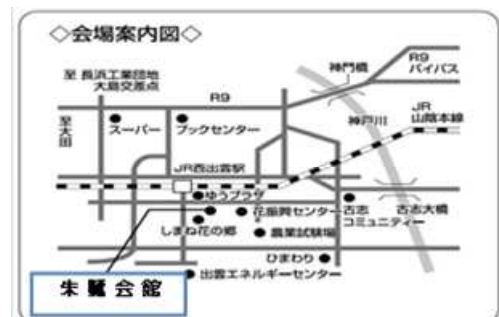 ◇会場案内図◇
神門橋
R9
バイパス
至 長浜工業団地
大島交差点
R9
至大田
スーパー
ブックセンター
神戸川
JR
山陰本線
JR西出雲駅
ゆうプラザ
花振興センター
古志
コミュニティー
古志大橋
しまね花の郷
農業試験場
ひまわり
出雲エネルギーセンター
会館